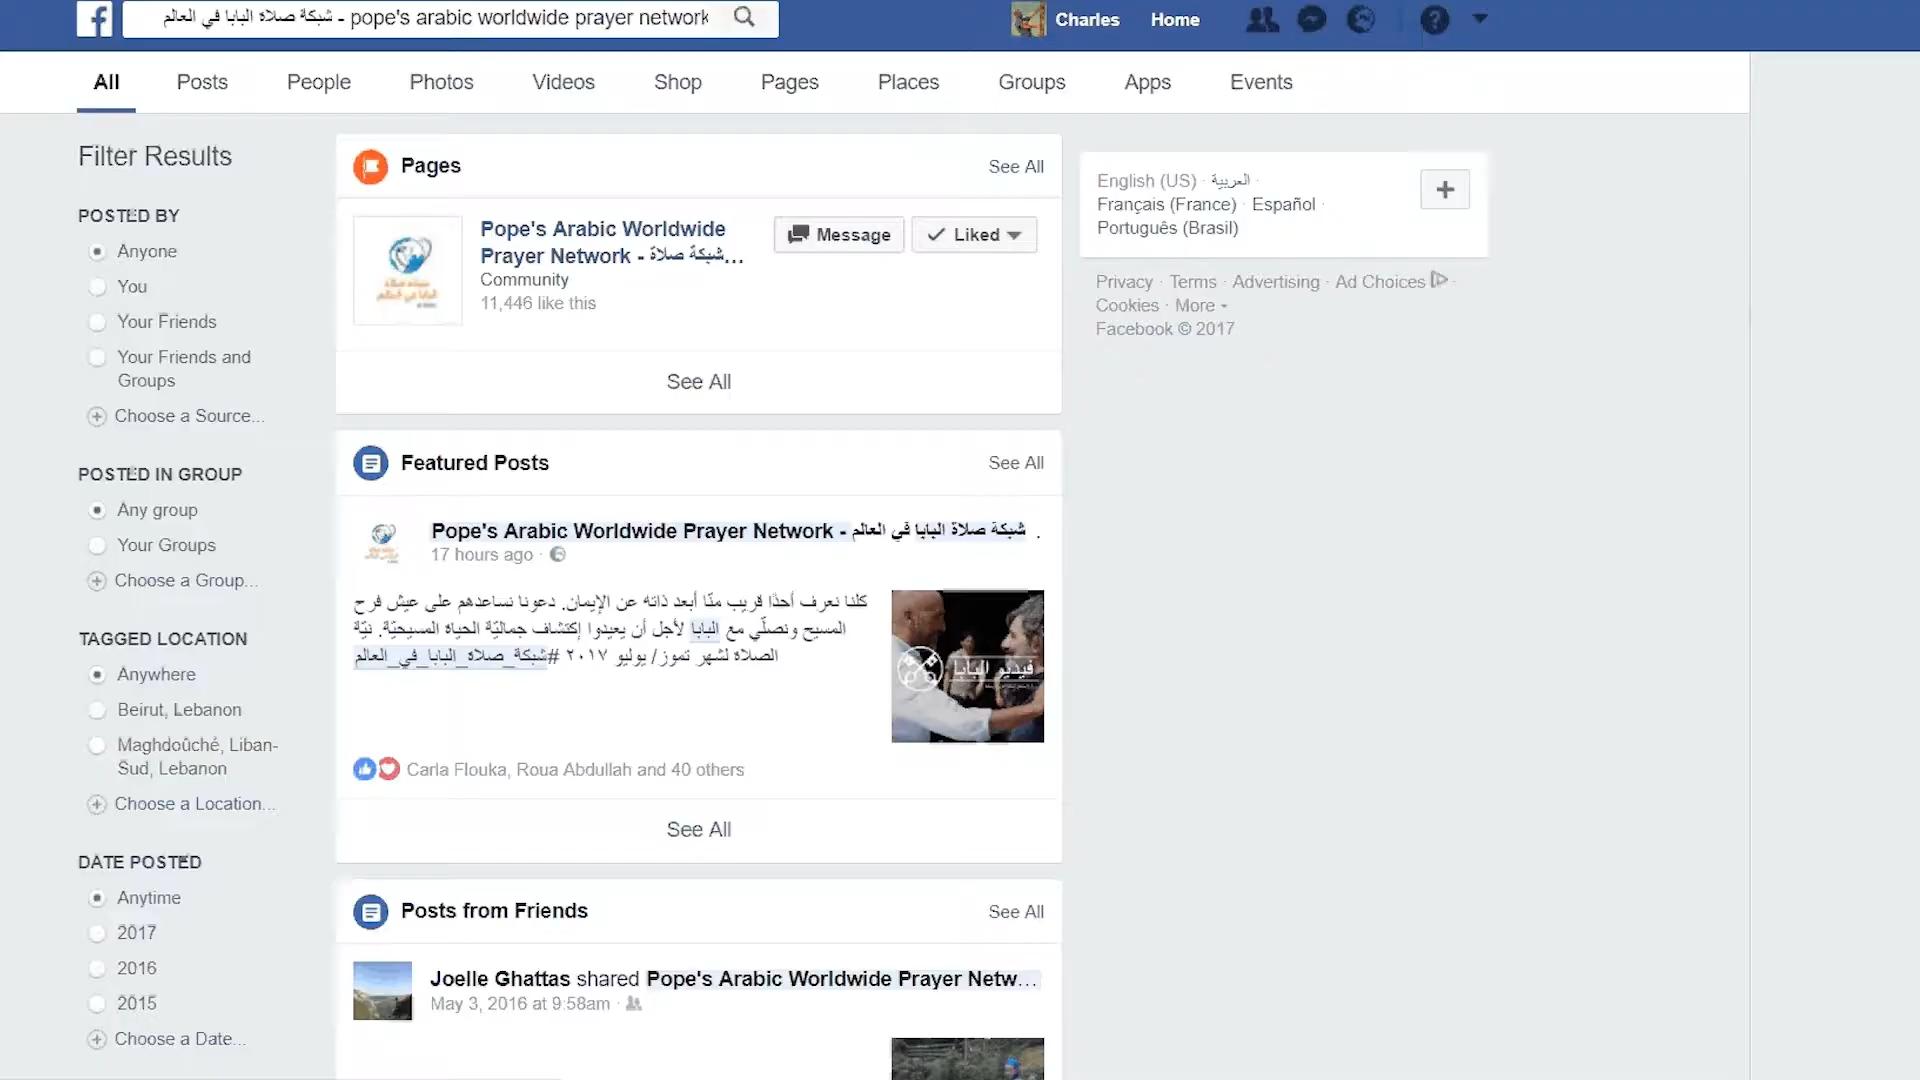 شبكة صلاة البابا في العالم - pope's arabic worldwide prayer network
Charles
Home
All
Posts
People
Photos
Videos
Shop
Pages
Places
Groups
Apps
Events
Filter Results
POSTED BY
Anyone
You
Your Friends
Your Friends and
Groups
Choose a Source...
POSTED IN GROUP
Any group
Your Groups
Choose a Group...
TAGGED LOCATION
Anywhere
Beirut, Lebanon
Maghdoûché, Liban-
Sud, Lebanon
Choose a Location...
DATE POSTED
Anytime
2017
2016
2015
Choose a Date...
Pages
See All
Pope's Arabic Worldwide
Prayer Network - شبكة صلاة...
Community
11,446 like this
Message
Liked
شبكة صلاة
البابا في العالم
See All
Featured Posts
See All
Pope's Arabic Worldwide Prayer Network - شبكة صلاة البابا في العالم .
17 hours ago ·
كلنا نعرف أحدًا قريب منّا أبعد ذاته عن الإيمان. دعونا نساعدهم على عيش فرح
المسيح ونصلّي مع البابا لأجل أن يعيدوا إكتشاف جماليّة الحياة المسيحيّة. نيّة
الصلاة لشهر تموز/ يوليو ٢٠١٧ #شبكة_صلاة_البابا_في_العالم
فيديو البابا
Carla Flouka, Roua Abdullah and 40 others
See All
Posts from Friends
See All
Joelle Ghattas shared Pope's Arabic Worldwide Prayer Netw...
May 3, 2016 at 9:58am ·
English (US) · العربية ·
Français (France) · Español ·
Português (Brasil)
Privacy · Terms · Advertising · Ad Choices ·
Cookies · More
Facebook © 2017